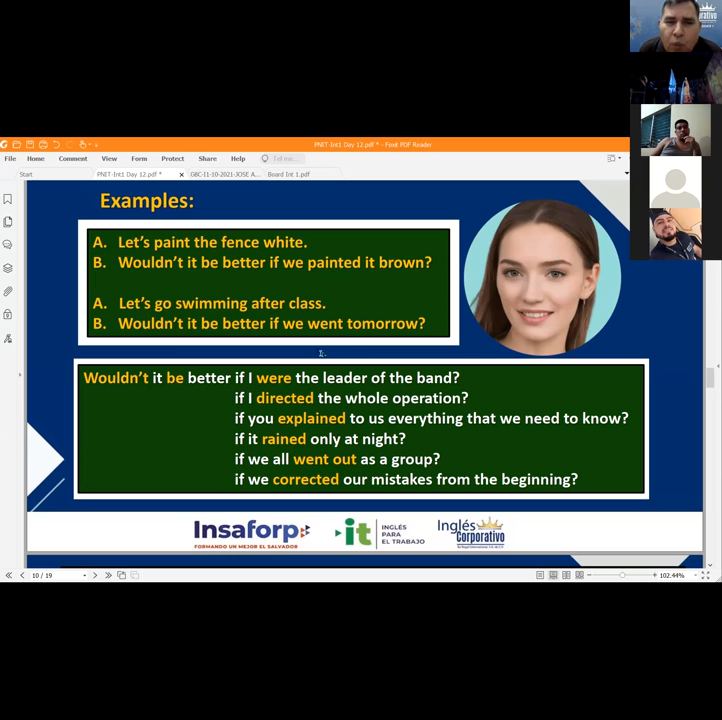 PNIT-Int1 Day 12.pdf * - Foxit PDF Reader
File Home Comment View Form Protect Share Help Tell me...
Start PNIT-Int1 Day 12.pdf * GBC-I1-10-2021-JOSE A... Board Int 1.pdf
Examples:
A. Let's paint the fence white.
B. Wouldn't it be better if we painted it brown?
A. Let's go swimming after class.
B. Wouldn't it be better if we went tomorrow?
Wouldn't it be better if I were the leader of the band?
if I directed the whole operation?
if you explained to us everything that we need to know?
if it rained only at night?
if we all went out as a group?
if we corrected our mistakes from the beginning?
Insaforp
FORMANDO UN MEJOR EL SALVADOR
it INGLÉS PARA EL TRABAJO
Inglés Corporativo
10 / 19
102.44%